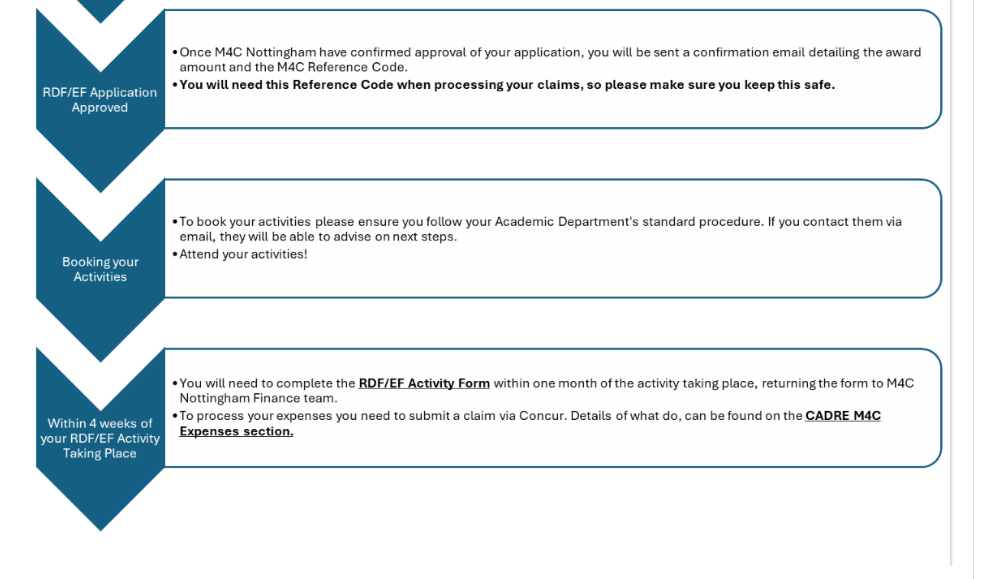 RDF/EF Application
Approved
•Once M4C Nottingham have confirmed approval of your application, you will be sent a confirmation email detailing the award
amount and the M4C Reference Code.
•You will need this Reference Code when processing your claims, so please make sure you keep this safe.
Booking your
Activities
•To book your activities please ensure you follow your Academic Department's standard procedure. If you contact them via
email, they will be able to advise on next steps.
•Attend your activities!
Within 4 weeks of
your RDF/EF Activity
Taking Place
•You will need to complete the RDF/EF Activity Form within one month of the activity taking place, returning the form to M4C
Nottingham Finance team.
•To process your expenses you need to submit a claim via Concur. Details of what do, can be found on the CADRE M4C
Expenses section.